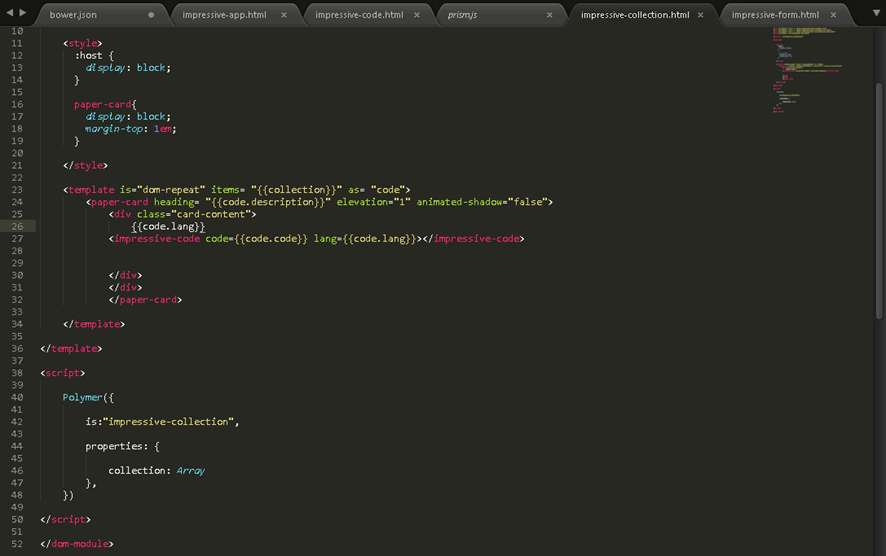 bower.json impressive-app.html impressive-code.html prism.js impressive-collection.html impressive-form.html
10
11 <style>
12 :host {
13 display: block;
14 }
15
16 paper-card{
17 display: block;
18 margin-top: 1em;
19 }
20
21 </style>
22
23 <template is="dom-repeat" items= "{{collection}}" as= "code">
24 <paper-card heading= "{{code.description}}" elevation="1" animated-shadow="false">
25 <div class="card-content">
26 {{code.lang}}
27 <impressive-code code={{code.code}} lang={{code.lang}}></impressive-code>
28
29
30 </div>
31 </div>
32 </paper-card>
33
34 </template>
35
36 </template>
37
38 <script>
39
40 Polymer({
41
42 is:"impressive-collection",
43
44 properties: {
45
46 collection: Array
47 },
48 })
49
50 </script>
51
52 </dom-module>